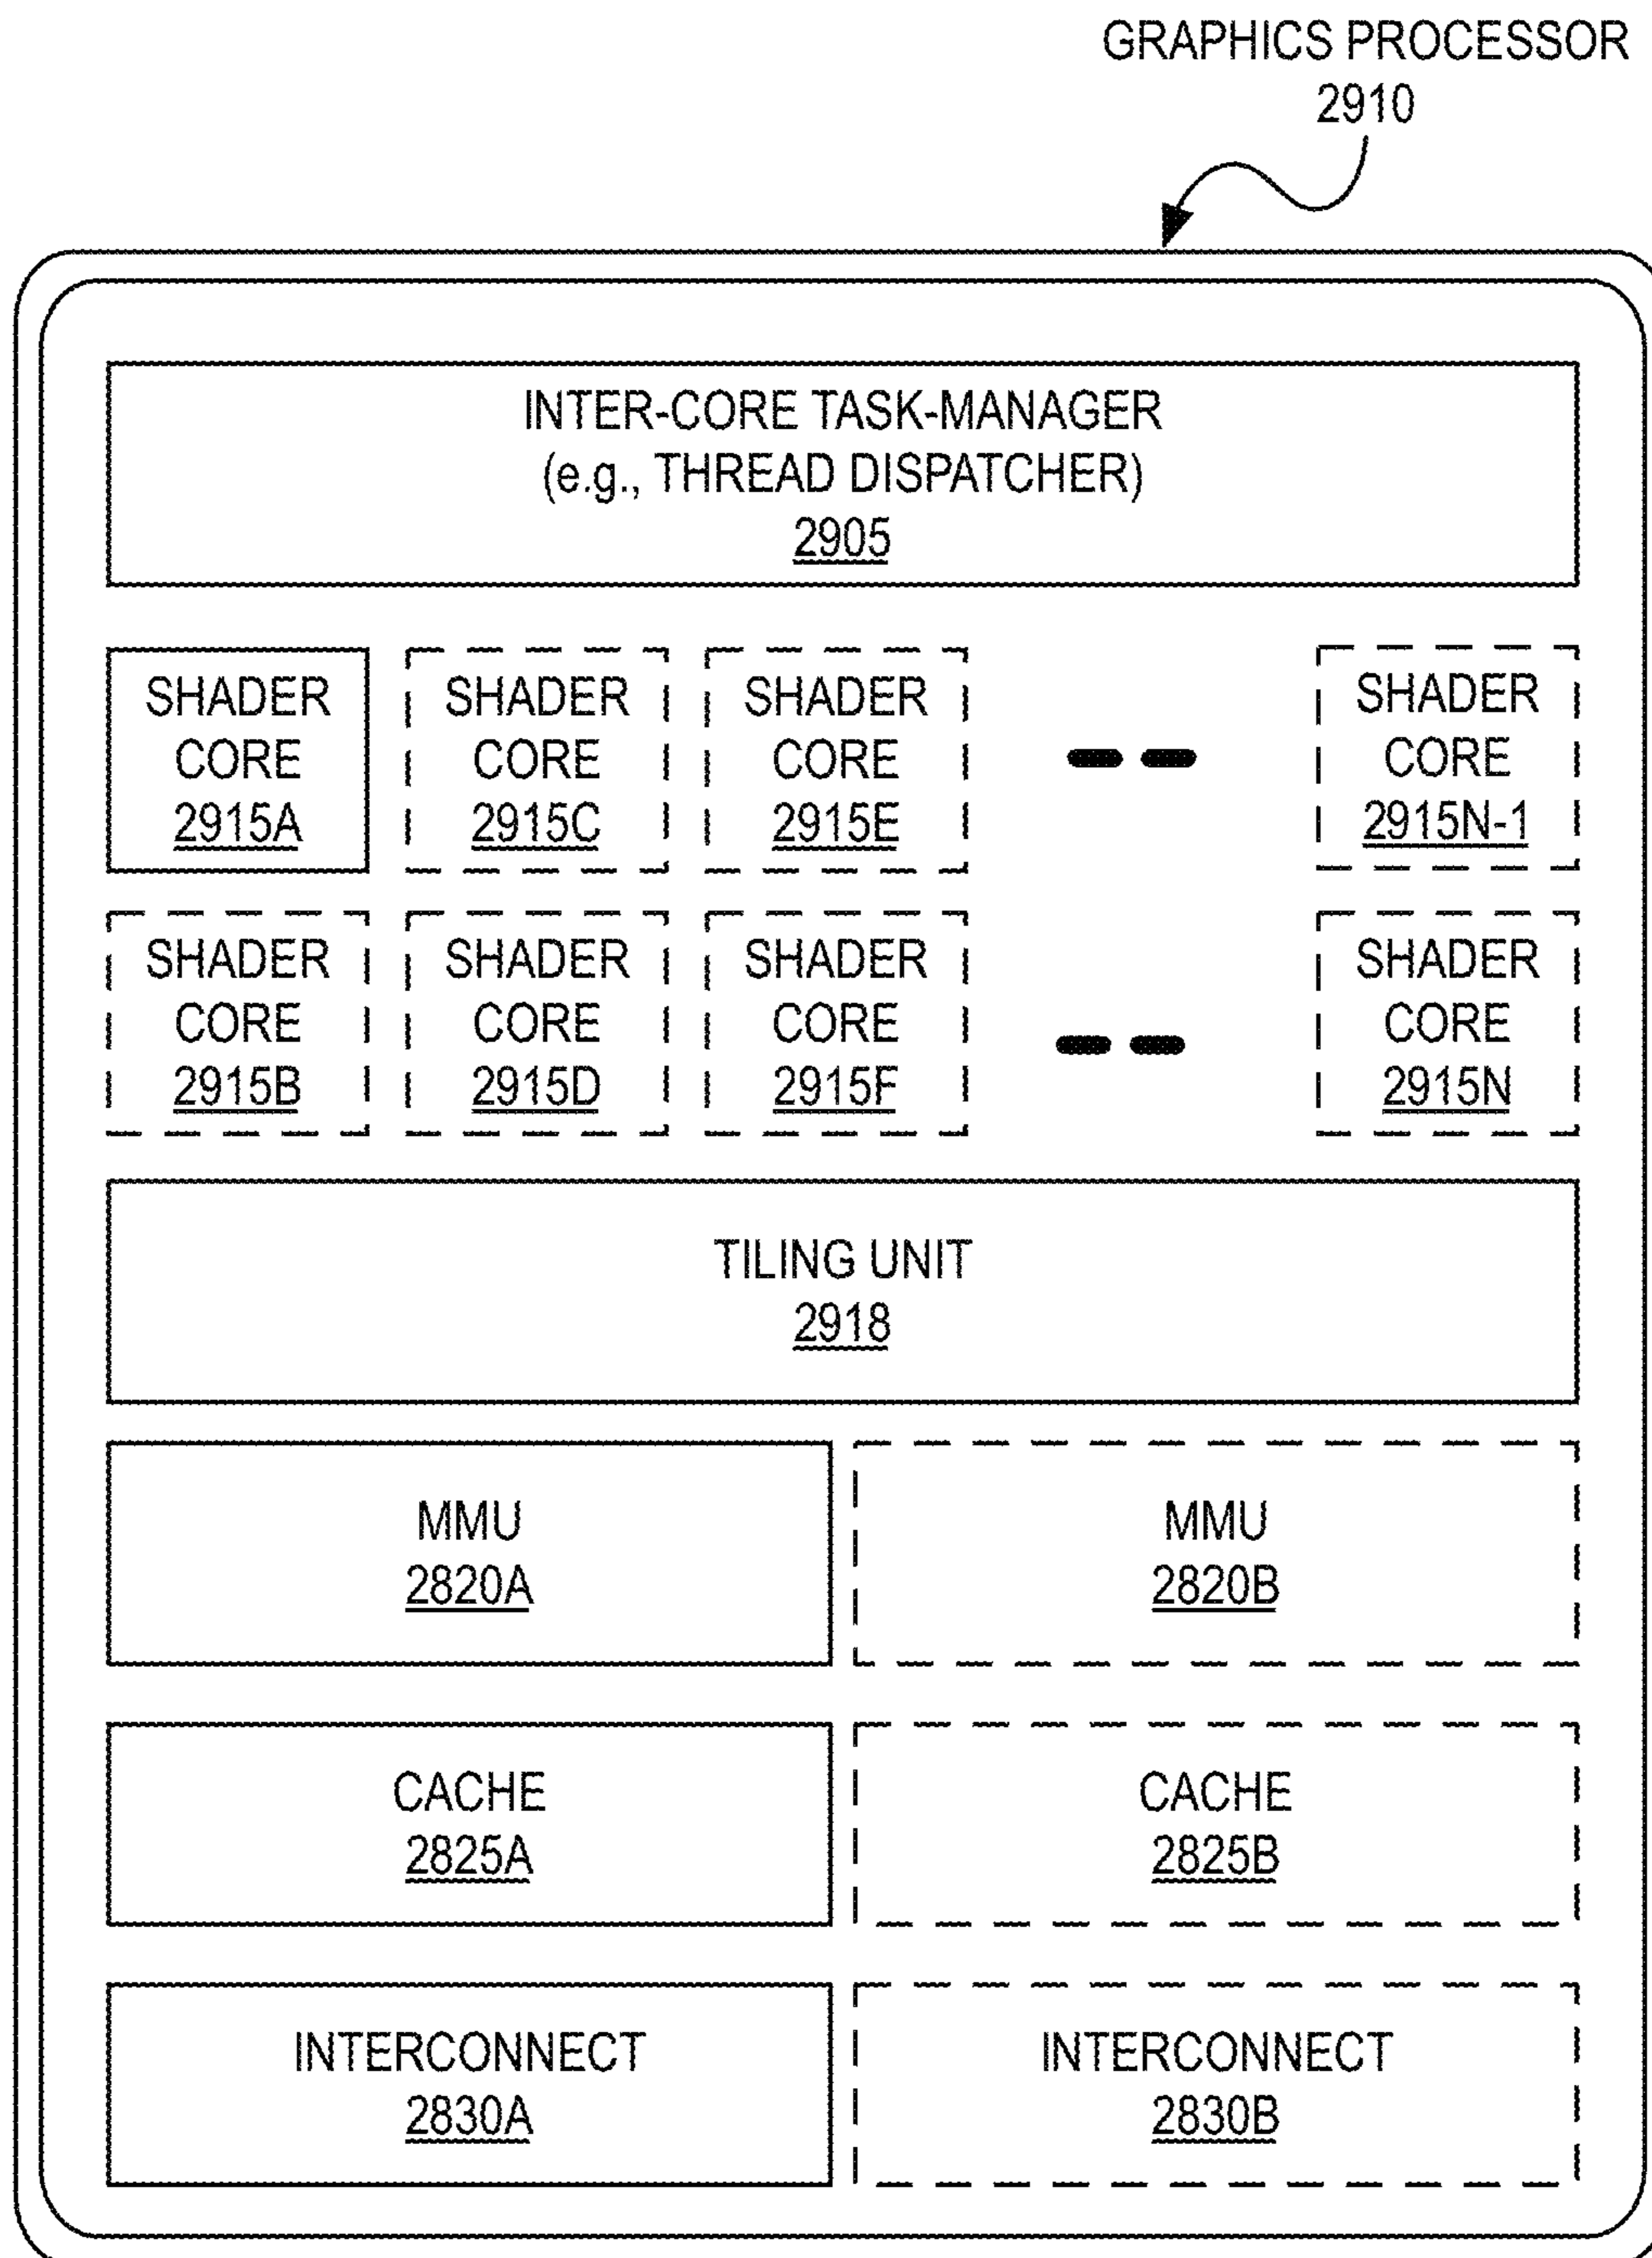 GRAPHICS PROCESSOR
2910
INTER-CORE TASK-MANAGER
(e.g., THREAD DISPATCHER)
2905
SHADER
CORE
2915A
SHADER
CORE
2915C
SHADER
CORE
2915E
SHADER
CORE
2915N-1
SHADER
CORE
2915B
SHADER
CORE
2915D
SHADER
CORE
2915F
SHADER
CORE
2915N
TILING UNIT
2918
MMU
2820A
MMU
2820B
CACHE
2825A
CACHE
2825B
INTERCONNECT
2830A
INTERCONNECT
2830B